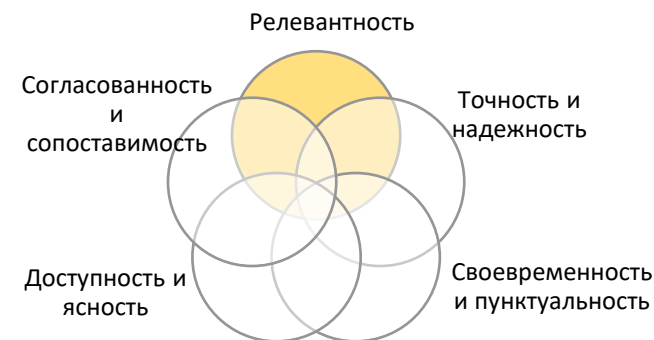 Релевантность
Согласованность
и
сопоставимость
Точность и
надежность
Доступность и
ясность
Своевременность
и пунктуальность